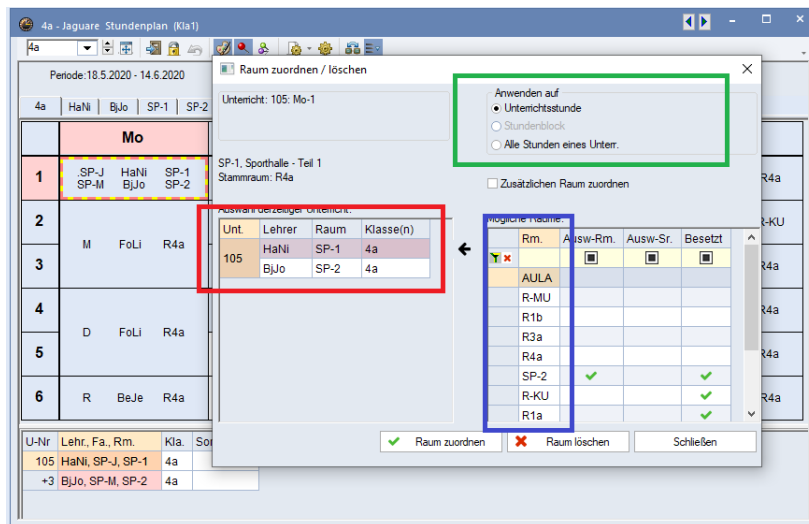 4a - Jaguare Stundenplan (Kla1)
4a
Periode:18.5.2020 - 14.6.2020
4a HaNi BjJo SP-1 SP-2
Mo
1 .SP-J HaNi SP-1
SP-M BjJo SP-2
2
M FoLi R4a
3
4
D FoLi R4a
5
6 R BeJe R4a
R4a
R-KU
R4a
R4a
R4a
R4a
U-Nr Lehr., Fa., Rm. Kla.
105 HaNi, SP-J, SP-1 4a
+3 BjJo, SP-M, SP-2 4a
Raum zuordnen / löschen
Unterricht: 105: Mo-1
SP-1, Sporthalle - Teil 1
Stammraum: R4a
Anwenden auf
Unterrichtsstunde
Stundenblock
Alle Stunden eines Unterr.
Zusätzlichen Raum zuordnen
Auswahl derzeitiger Unterricht:
Unt. Lehrer Raum Klasse(n)
105 HaNi SP-1 4a
BjJo SP-2 4a
Mögliche Räume:
Rm. Ausw-Rm. Ausw-Sr. Besetzt
AULA
R-MU
R1b
R3a
R4a
SP-2
R-KU
R1a
Raum zuordnen Raum löschen Schließen